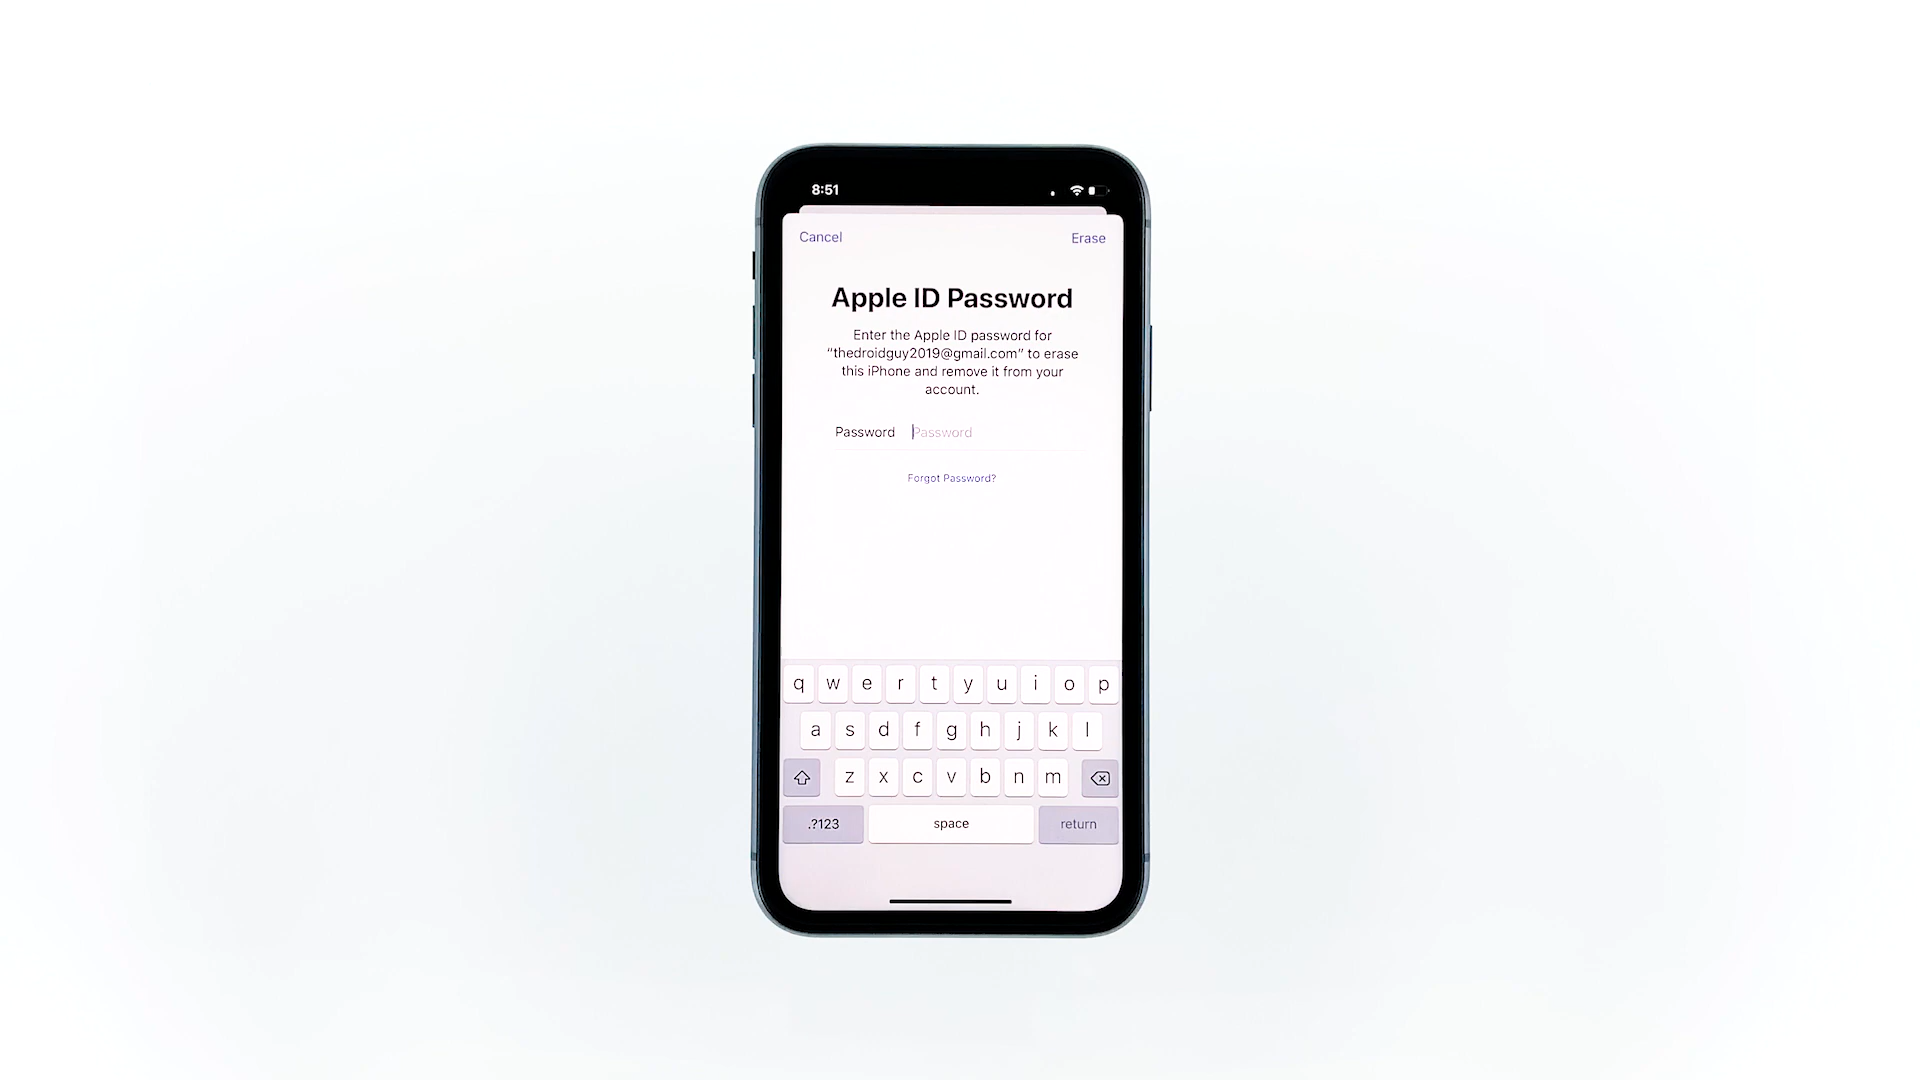 8:51
Cancel Erase
Apple ID Password
Enter the Apple ID password for
“thedroidguy2019@gmail.com” to erase
this iPhone and remove it from your
account.
Password Password
Forgot Password?
q w e r t y u i o p
a s d f g h j k l
z x c v b n m
.?123 space return